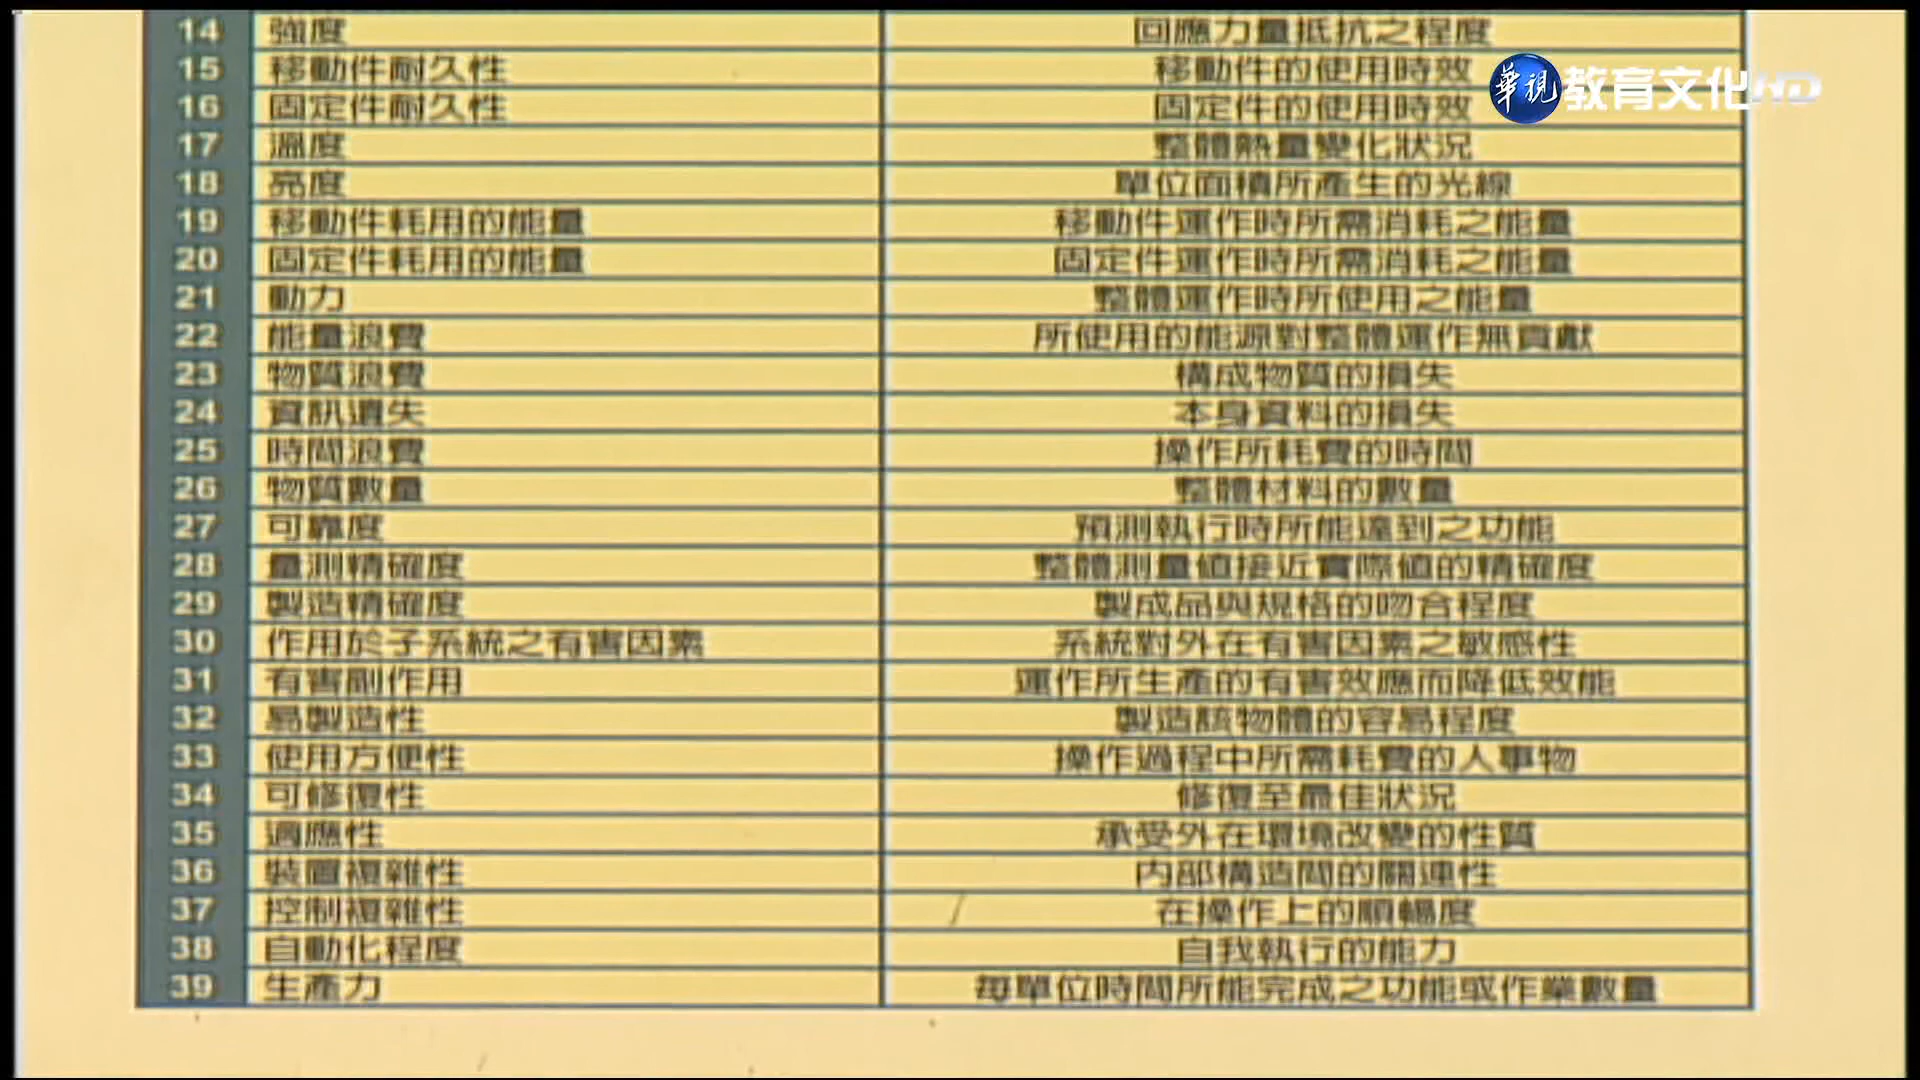 14 強度 回應力量抵抗之程度
15 移動件耐久性 移動件的使用時效
16 固定件耐久性 固定件的使用時效
華視 教育文化HD
17 溫度 整體熱量變化狀況
18 亮度 單位面積所產生的光線
19 移動件耗用的能量 移動件運作時所需消耗之能量
20 固定件耗用的能量 固定件運作時所需消耗之能量
21 動力 整體運作時所使用之能量
22 能量浪費 所使用的能源對整體運作無貢獻
23 物質浪費 構成物質的損失
24 資訊遺失 本身資料的損失
25 時間浪費 操作所耗費的時間
26 物質數量 整體材料的數量
27 可靠度 預測執行時所能達到之功能
28 量測精確度 整體測量值接近實際值的精確度
29 製造精確度 製成品與規格的吻合程度
30 作用於子系統之有害因素 系統對外在有害因素之敏感性
31 有害副作用 運作所生產的有害效應而降低效能
32 易製造性 製造該物體的容易程度
33 使用方便性 操作過程中所需耗費的人事物
34 可修復性 修復至最佳狀況
35 適應性 承受外在環境改變的性質
36 裝置複雜性 內部構造間的關連性
37 控制複雜性 在操作上的順暢度
38 自動化程度 自我執行的能力
39 生產力 每單位時間所能完成之功能或作業數量